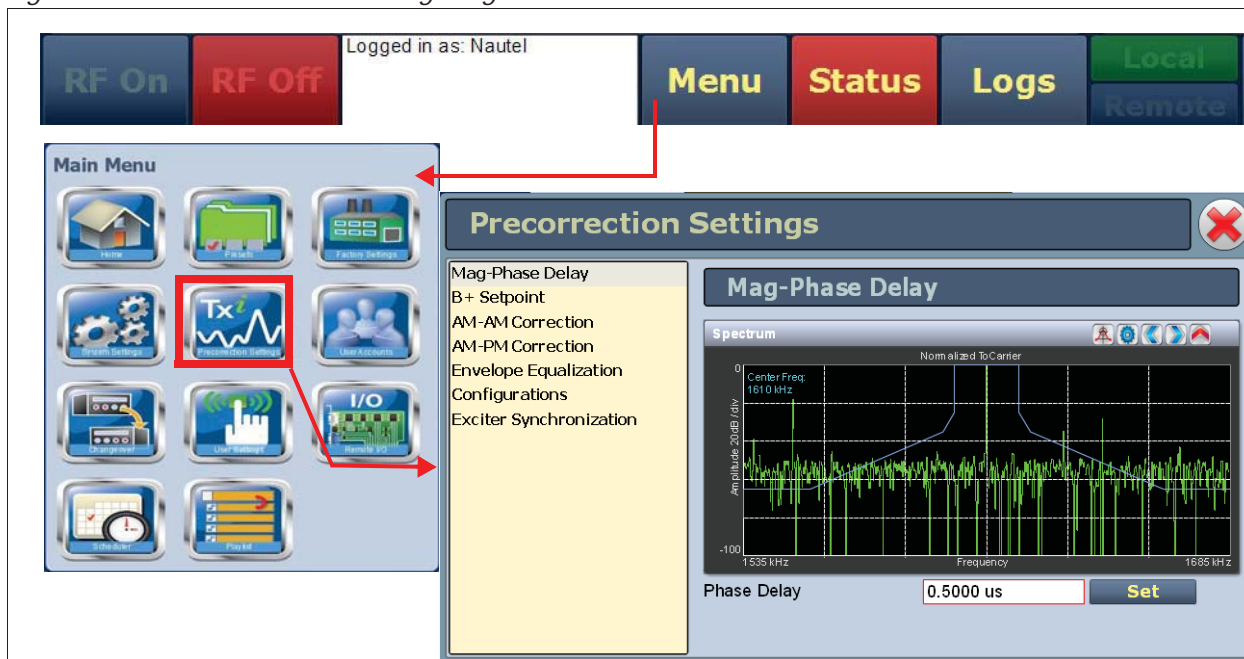 RF On
RF Off
Logged in as: Nautel
Menu
Status
Logs
Local
Remote
Main Menu
Home
Presets
Factory Settings
System Settings
Tx i
Precorrection Settings
User Accounts
Changeover
User Settings
I/O
Remote I/O
Scheduler
Playlist
Precorrection Settings
Mag-Phase Delay
B+ Setpoint
AM-AM Correction
AM-PM Correction
Envelope Equalization
Configurations
Exciter Synchronization
Mag-Phase Delay
Spectrum
Normalized To Carrier
0
Center Freq:
1610 kHz
Amplitude 20dB / div
-100
1535 kHz
Frequency
1685 kHz
Phase Delay
0.5000 us
Set